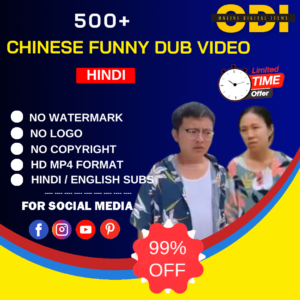 500+
ODI
ONLINE DIGITAL ITEMS
CHINESE FUNNY DUB VIDEO
HINDI
Limited
TIME
Offer
NO WATERMARK
NO LOGO
NO COPYRIGHT
HD MP4 FORMAT
HINDI / ENGLISH SUBS
FOR SOCIAL MEDIA
99%
OFF